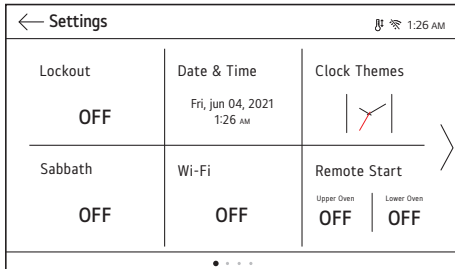 Settings
1:26 AM
Lockout
OFF
Date & Time
Fri, jun 04, 2021
1:26 AM
Clock Themes
Sabbath
OFF
Wi-Fi
OFF
Remote Start
Upper Oven
OFF
Lower Oven
OFF